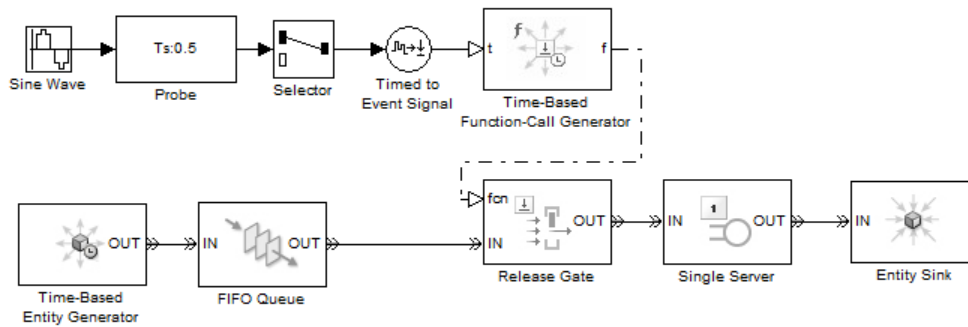 Sine Wave
Ts:0.5
Probe
Selector
Timed to
Event Signal
t
f
f
Time-Based
Function-Call Generator
OUT
Time-Based
Entity Generator
IN
OUT
FIFO Queue
fcn
IN
OUT
Release Gate
IN
1
OUT
Single Server
IN
Entity Sink